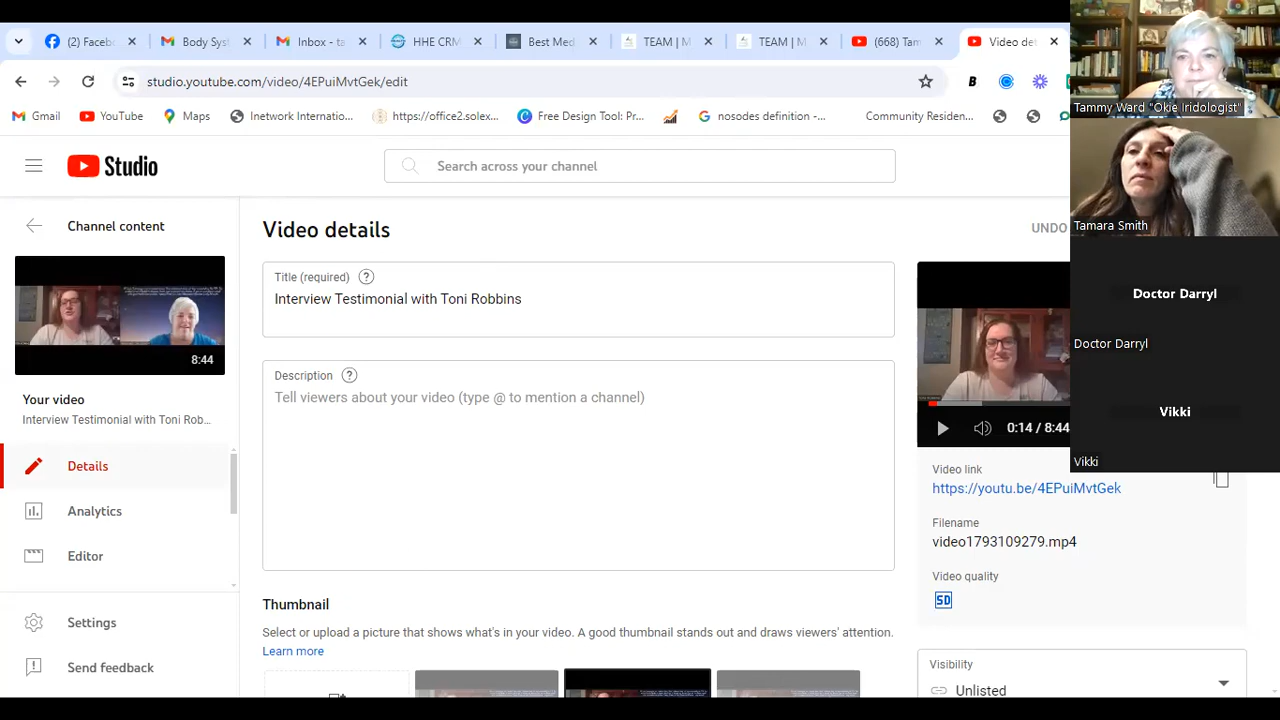 (2) Faceb
Body Sys
Inbox - ta
HHE CRM
Best Med
TEAM | M
TEAM | M
(668) Tam
Video det
studio.youtube.com/video/4EPuiMvtGek/edit
B
Gmail
YouTube
Maps
Inetwork Internatio...
https://office2.solex...
Free Design Tool: Pr...
nosodes definition -...
Community Residen...
Tammy Ward "Okie Iridologist"
Studio
Search across your channel
Tamara Smith
Channel content
Video details
UNDO
Title (required)
Interview Testimonial with Toni Robbins
Doctor Darryl
Doctor Darryl
8:44
Description
Tell viewers about your video (type @ to mention a channel)
Your video
Interview Testimonial with Toni Rob...
0:14 / 8:44
Vikki
Vikki
Details
Video link
https://youtu.be/4EPuiMvtGek
Analytics
Filename
video1793109279.mp4
Editor
Video quality
SD
Thumbnail
Settings
Select or upload a picture that shows what's in your video. A good thumbnail stands out and draws viewers' attention.
Learn more
Send feedback
Visibility
Unlisted